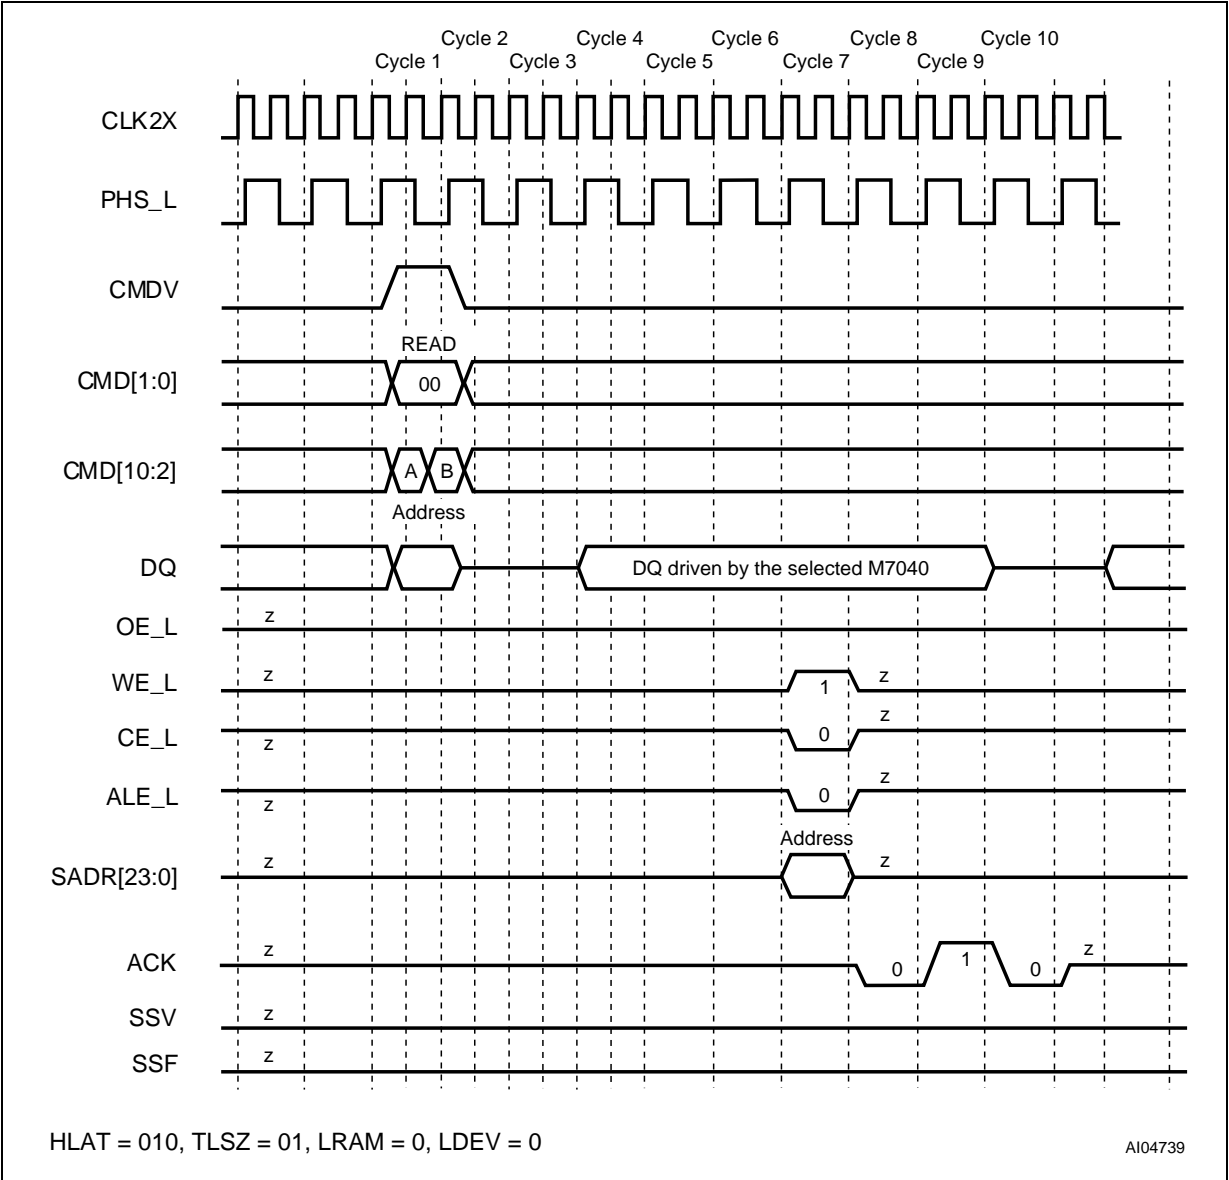 Cycle 2 Cycle 4 Cycle 6 Cycle 8 Cycle 10
Cycle 1 Cycle 3 Cycle 5 Cycle 7 Cycle 9
CLK2X
PHS_L
CMDV
READ
CMD[1:0] 00
CMD[10:2] A B
Address
DQ DQ driven by the selected M7040
OE_L z
WE_L z 1 z
CE_L z 0 z
ALE_L z 0 z
Address
SADR[23:0] z z
ACK z 0 1 0 z
SSV z
SSF z
HLAT = 010, TLSZ = 01, LRAM = 0, LDEV = 0
AI04739